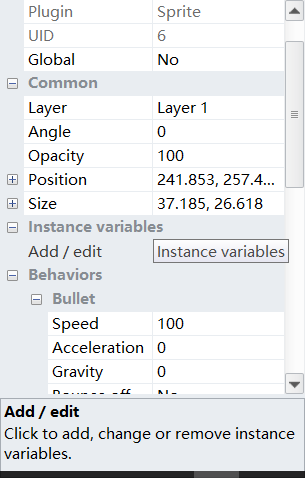 Plugin Sprite
UID 6
Global No
Common
Layer Layer 1
Angle 0
Opacity 100
Position 241.853, 257.4...
Size 37.185, 26.618
Instance variables
Add / edit Instance variables
Behaviors
Bullet
Speed 100
Acceleration 0
Gravity 0
Bounce off No
Add / edit
Click to add, change or remove instance
variables.